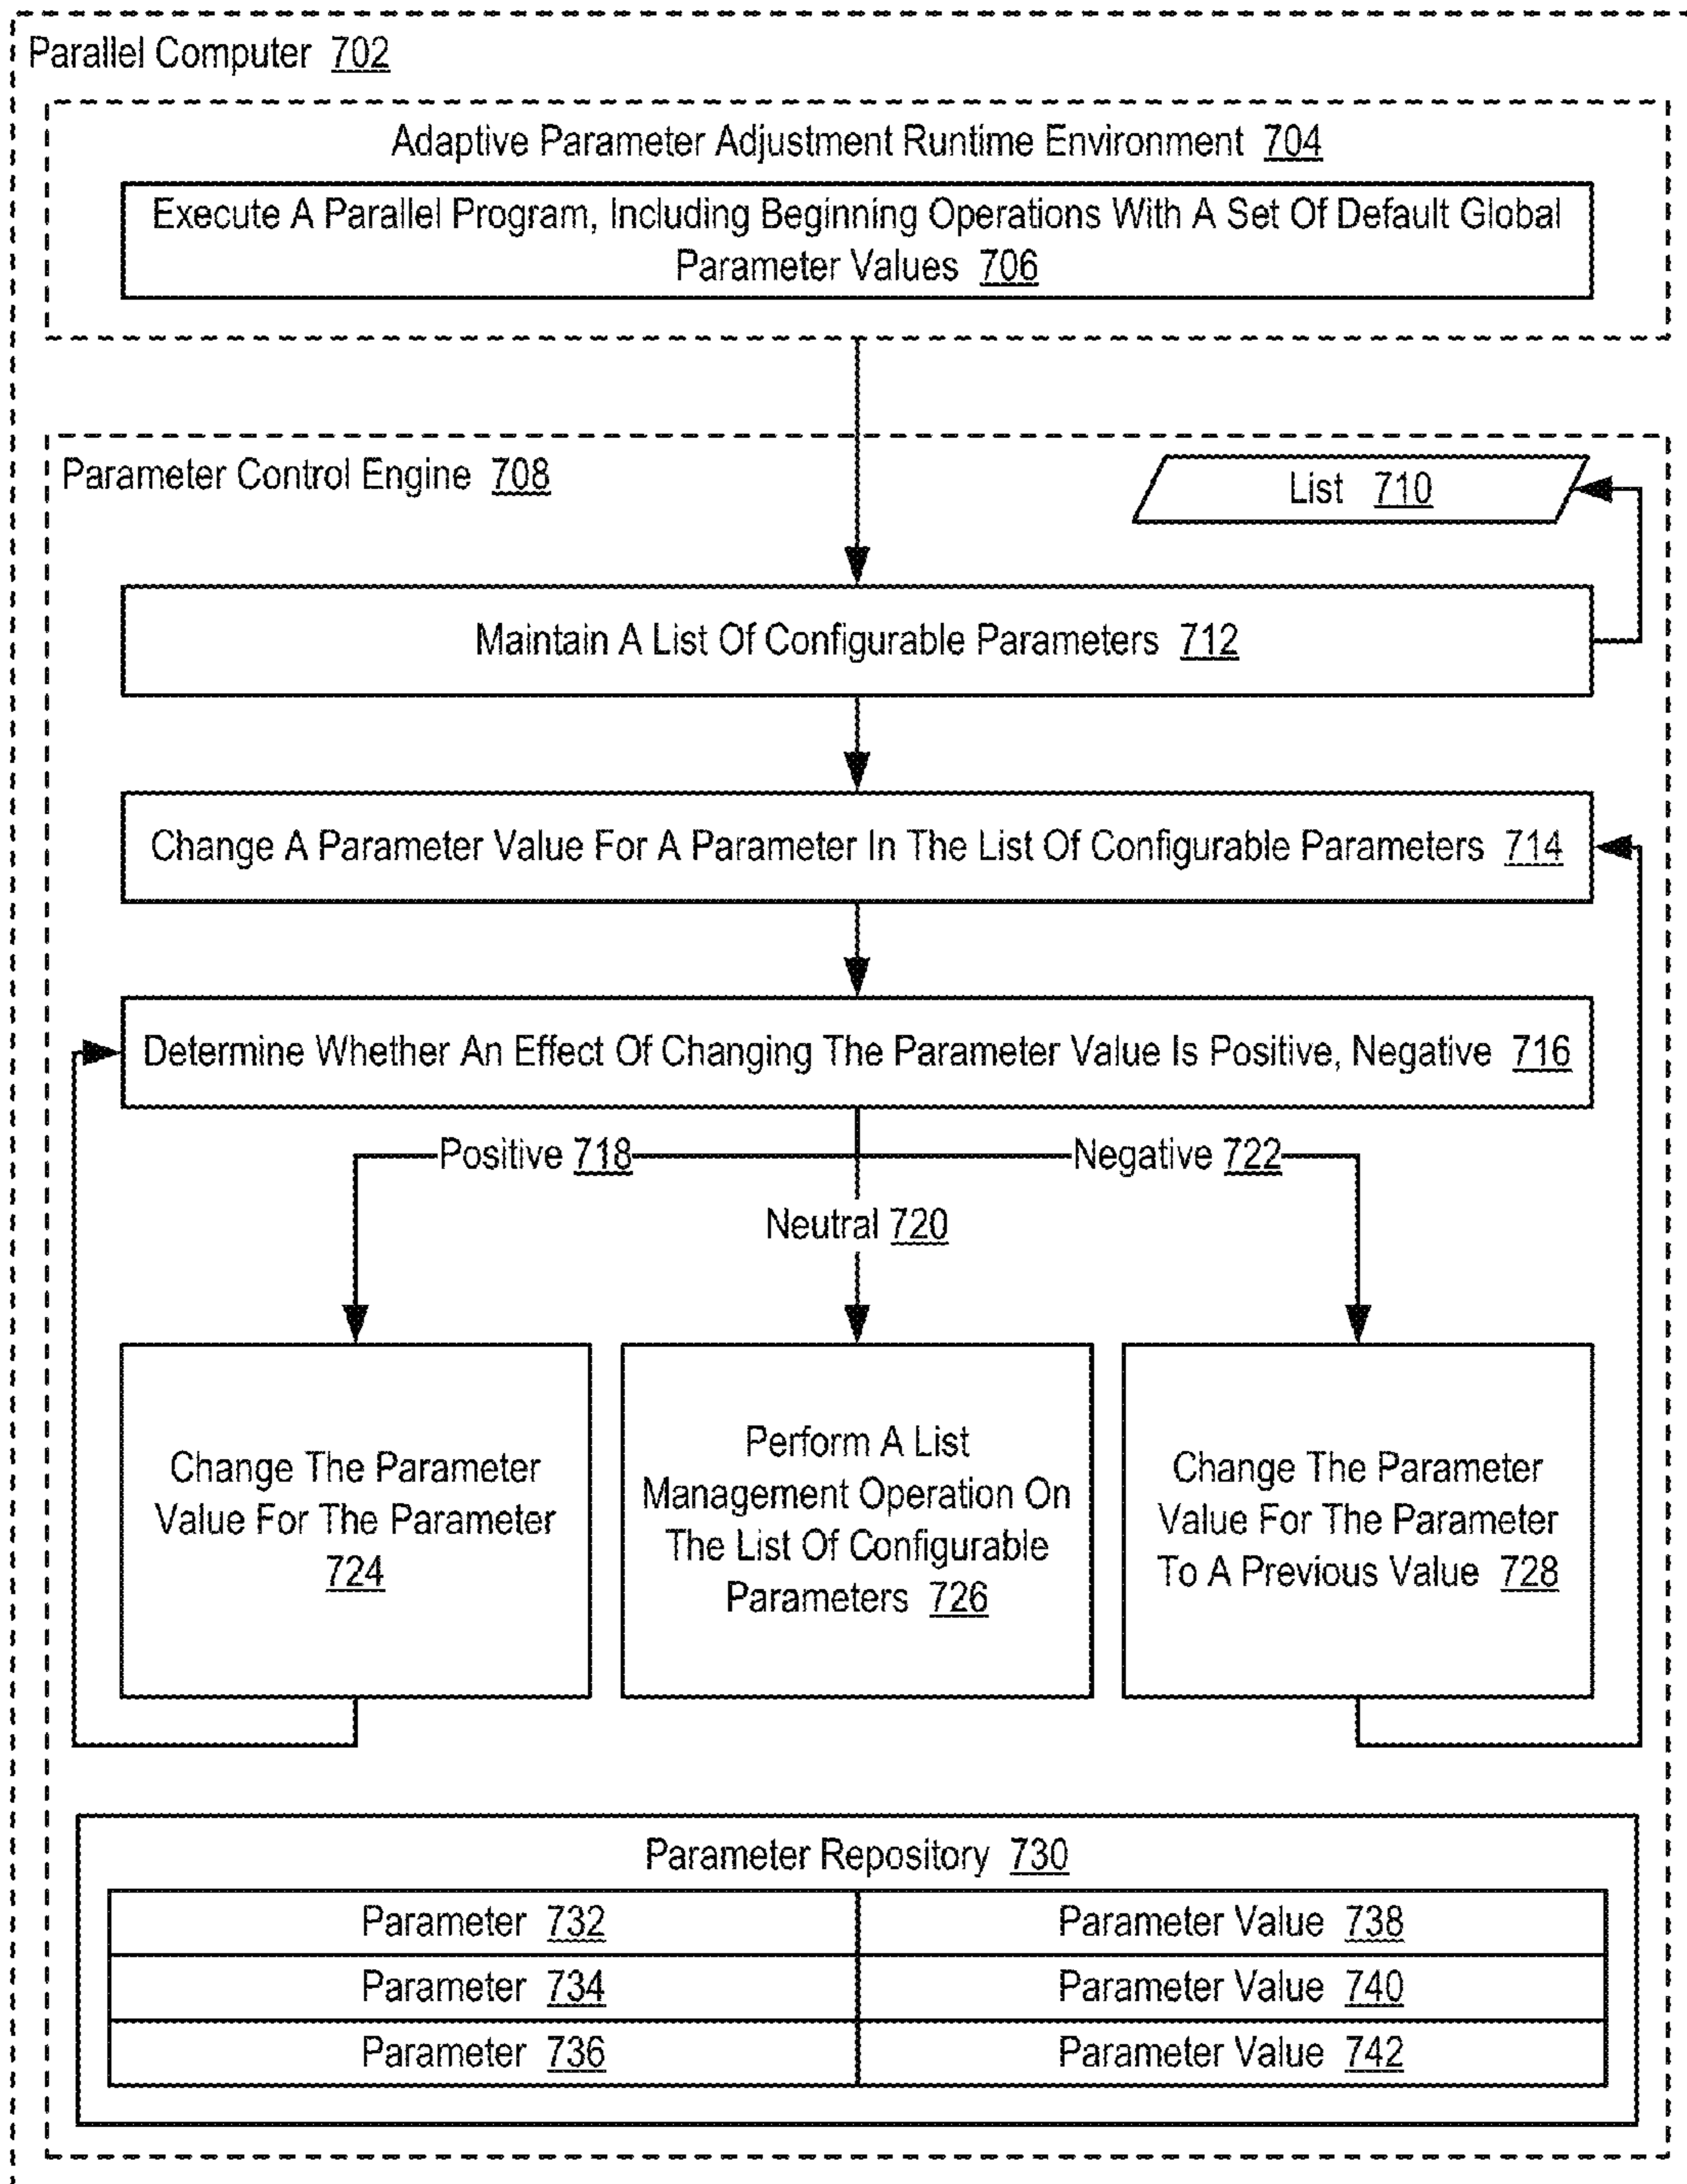 Parallel Computer 702
Adaptive Parameter Adjustment Runtime Environment 704
Execute A Parallel Program, Including Beginning Operations With A Set Of Default Global
Parameter Values 706
Parameter Control Engine 708
List 710
Maintain A List Of Configurable Parameters 712
Change A Parameter Value For A Parameter In The List Of Configurable Parameters 714
Determine Whether An Effect Of Changing The Parameter Value Is Positive, Negative 716
Positive 718
Negative 722
Neutral 720
Change The Parameter
Value For The Parameter
724
Perform A List
Management Operation On
The List Of Configurable
Parameters 726
Change The Parameter
Value For The Parameter
To A Previous Value 728
Parameter Repository 730
Parameter 732
Parameter Value 738
Parameter 734
Parameter Value 740
Parameter 736
Parameter Value 742